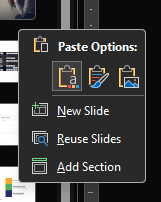 Paste Options:
New Slide
Reuse Slides
Add Section